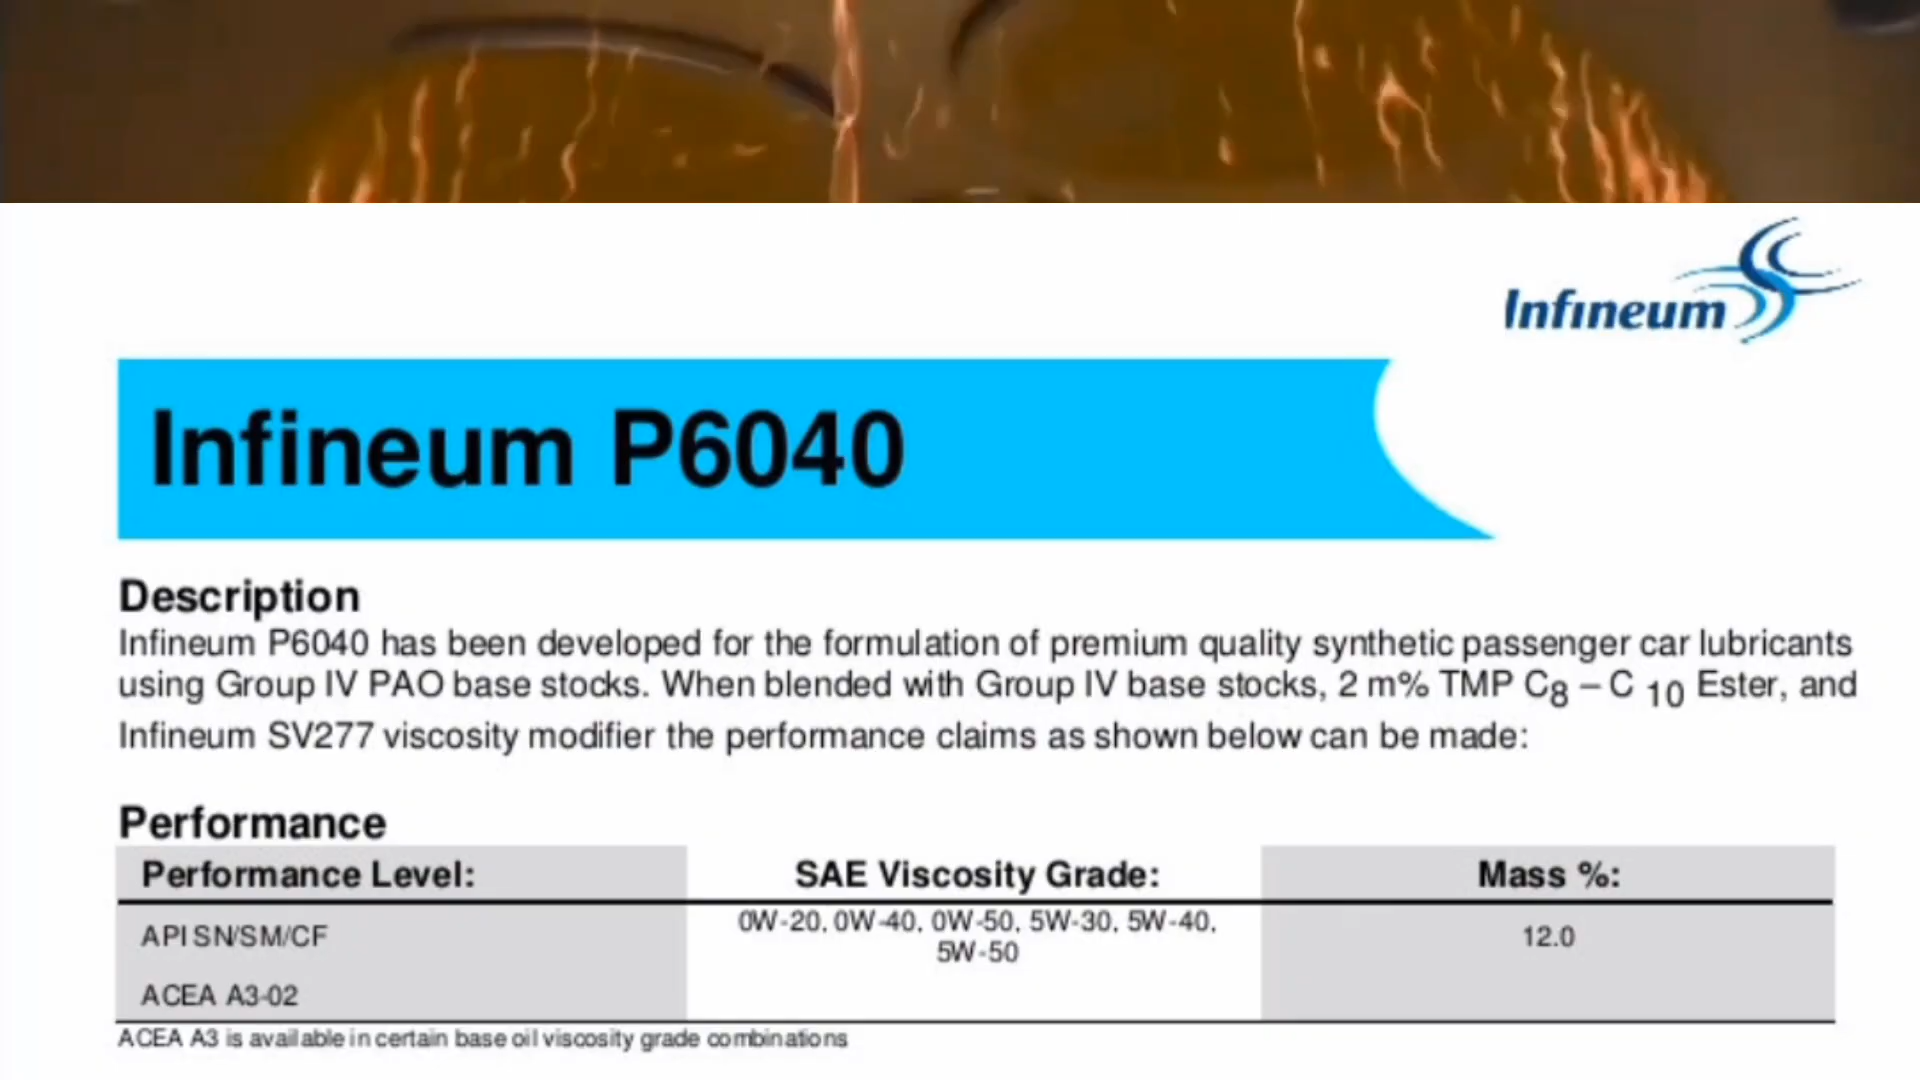 Infineum
Infineum P6040
Description
Infineum P6040 has been developed for the formulation of premium quality synthetic passenger car lubricants
using Group IV PAO base stocks. When blended with Group IV base stocks, 2 m% TMP C8 – C 10 Ester, and
Infineum SV277 viscosity modifier the performance claims as shown below can be made:
Performance
Performance Level: SAE Viscosity Grade: Mass %:
API SN/SM/CF 0W-20, 0W-40, 0W-50, 5W-30, 5W-40, 12.0
5W-50
ACEA A3-02
ACEA A3 is available in certain base oil viscosity grade combinations